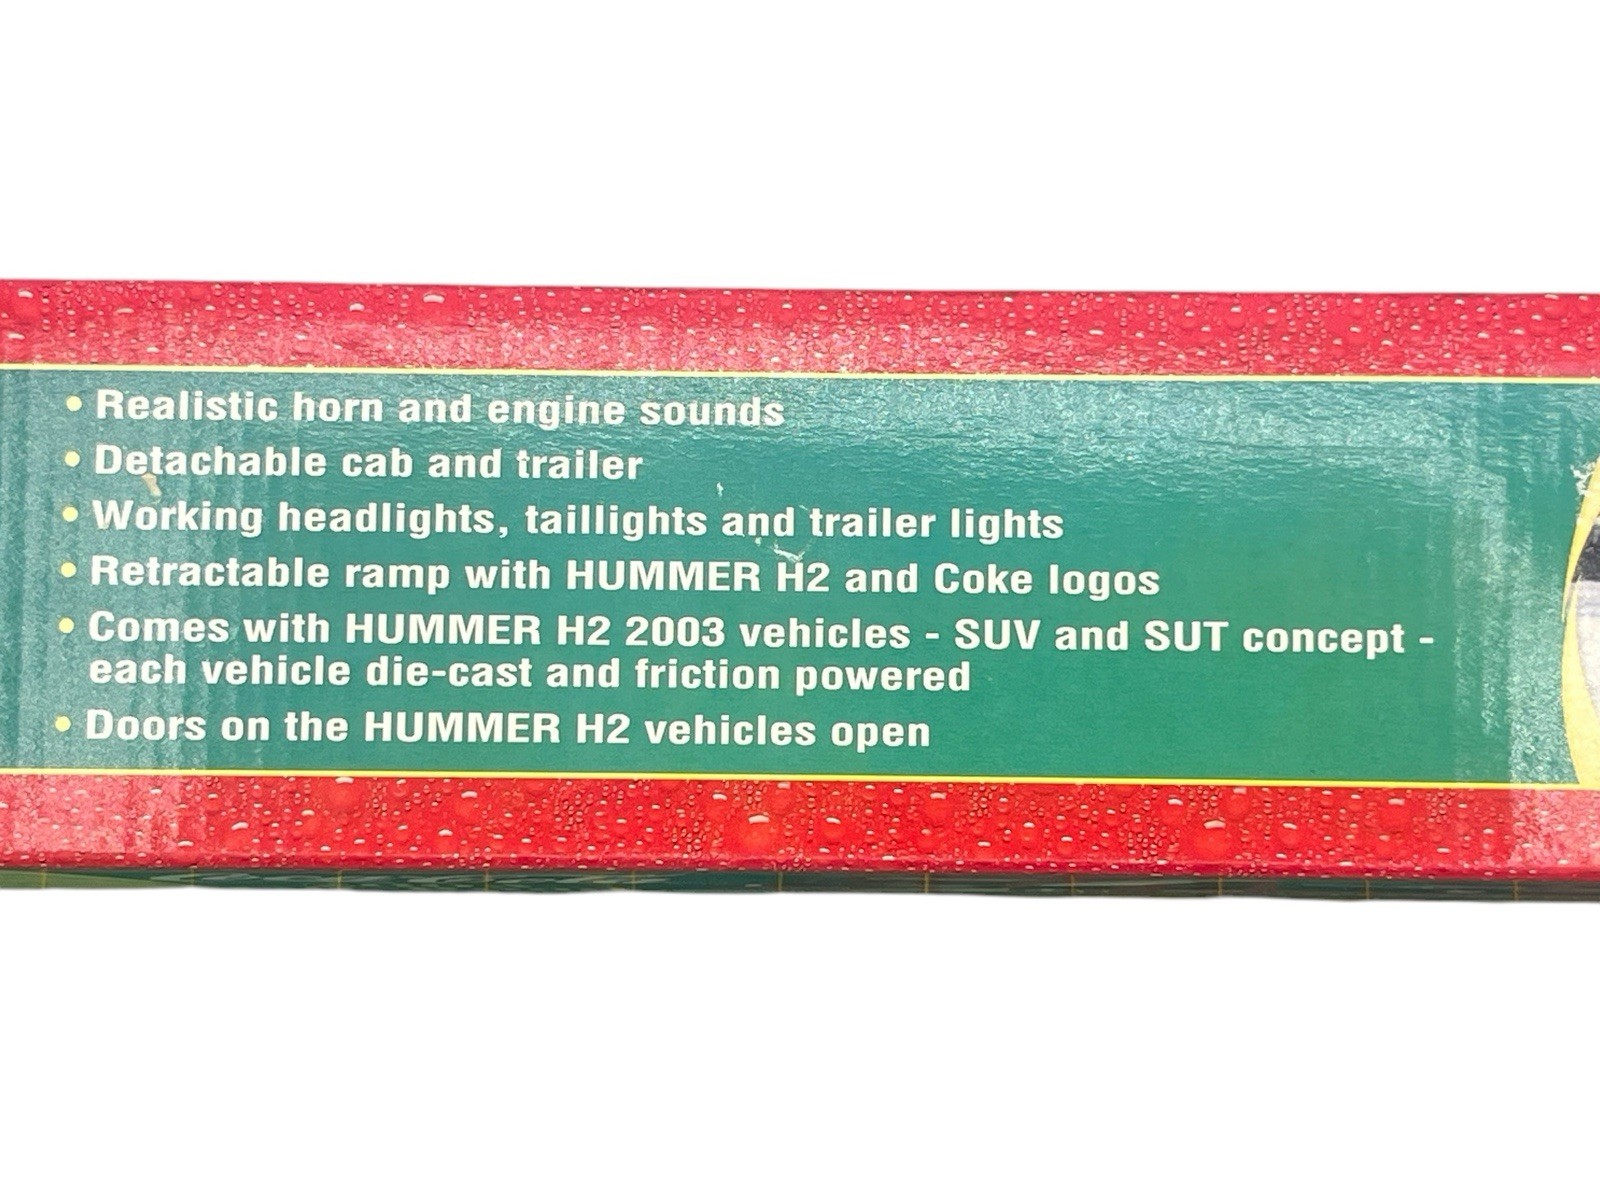 • Realistic horn and engine sounds
• Detachable cab and trailer
• Working headlights, taillights and trailer lights
• Retractable ramp with HUMMER H2 and Coke logos
• Comes with HUMMER H2 2003 vehicles - SUV and SUT concept -
each vehicle die-cast and friction powered
• Doors on the HUMMER H2 vehicles open